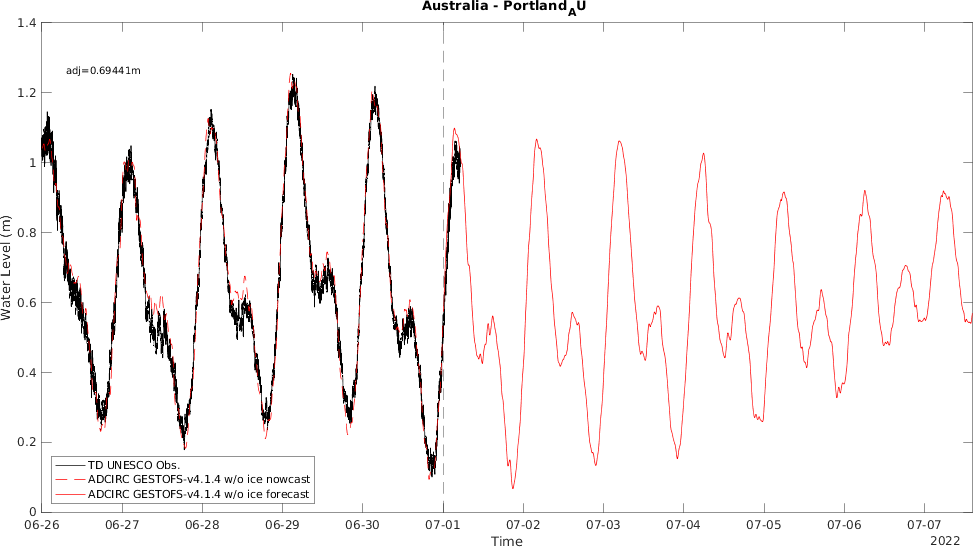 Australia - Portland_AU
1.4
adj=0.69441m
1.2
1
0.8
0.6
0.4
0.2
0
Water Level (m)
TD UNESCO Obs.
ADCIRC GESTOFS-v4.1.4 w/o ice nowcast
ADCIRC GESTOFS-v4.1.4 w/o ice forecast
06-26 06-27 06-28 06-29 06-30 07-01 07-02 07-03 07-04 07-05 07-06 07-07
Time
2022